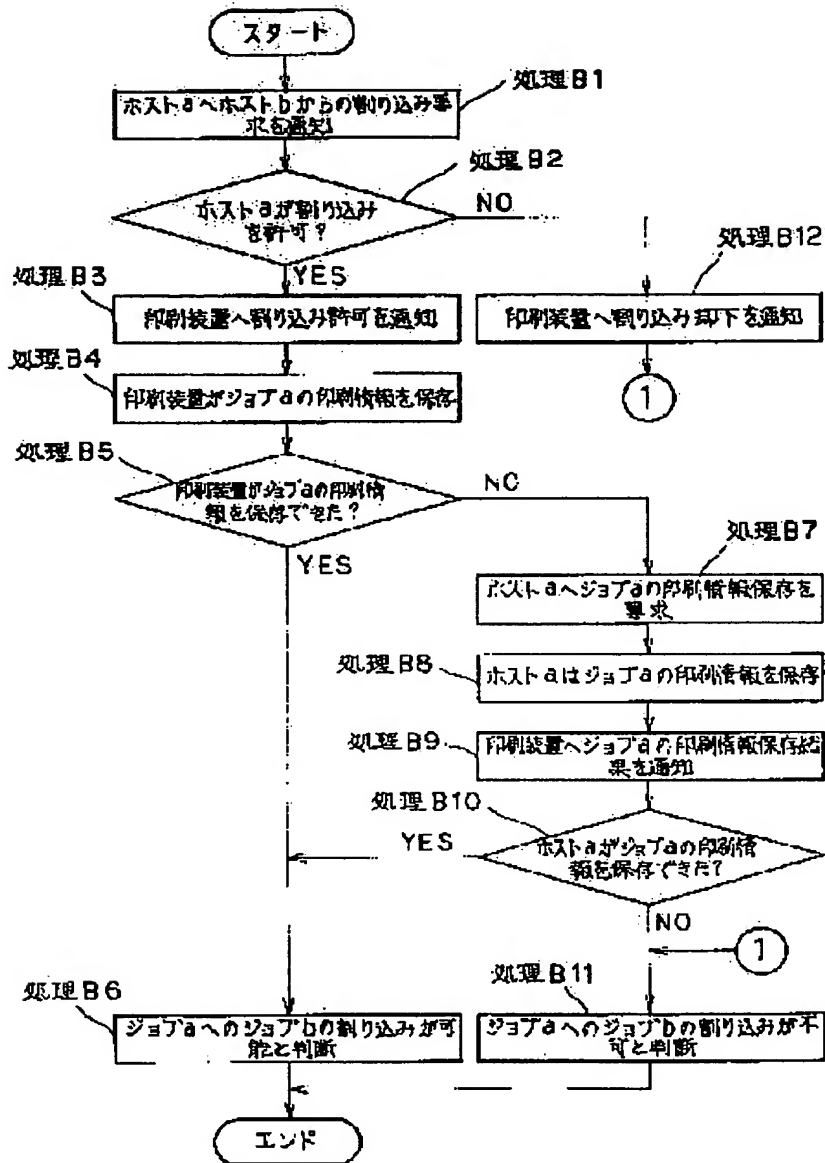 スタート
処理B1
ホストaへホストbからの割り込み要
求を通知
処理B2
ホストaが割り込み
を許可？
NO
YES
処理B12
処理B3
印刷装置へ割り込み許可を通知
印刷装置へ割り込み却下を通知
処理B4
印刷装置がジョブaの印刷情報を保存
1
処理B5
印刷装置がジョブaの印刷情
報を保存できた？
NO
YES
処理B7
ホストaへジョブaの印刷情報保存を
要求
処理B8
ホストaはジョブaの印刷情報を保存
処理B9
印刷装置へジョブaの印刷情報保存結
果を通知
処理B10
YES
ホストaがジョブaの印刷情
報を保存できた？
NO
1
処理B6
処理B11
ジョブaへのジョブbの割り込みが可
能と判断
ジョブaへのジョブbの割り込みが不
可と判断
エンド